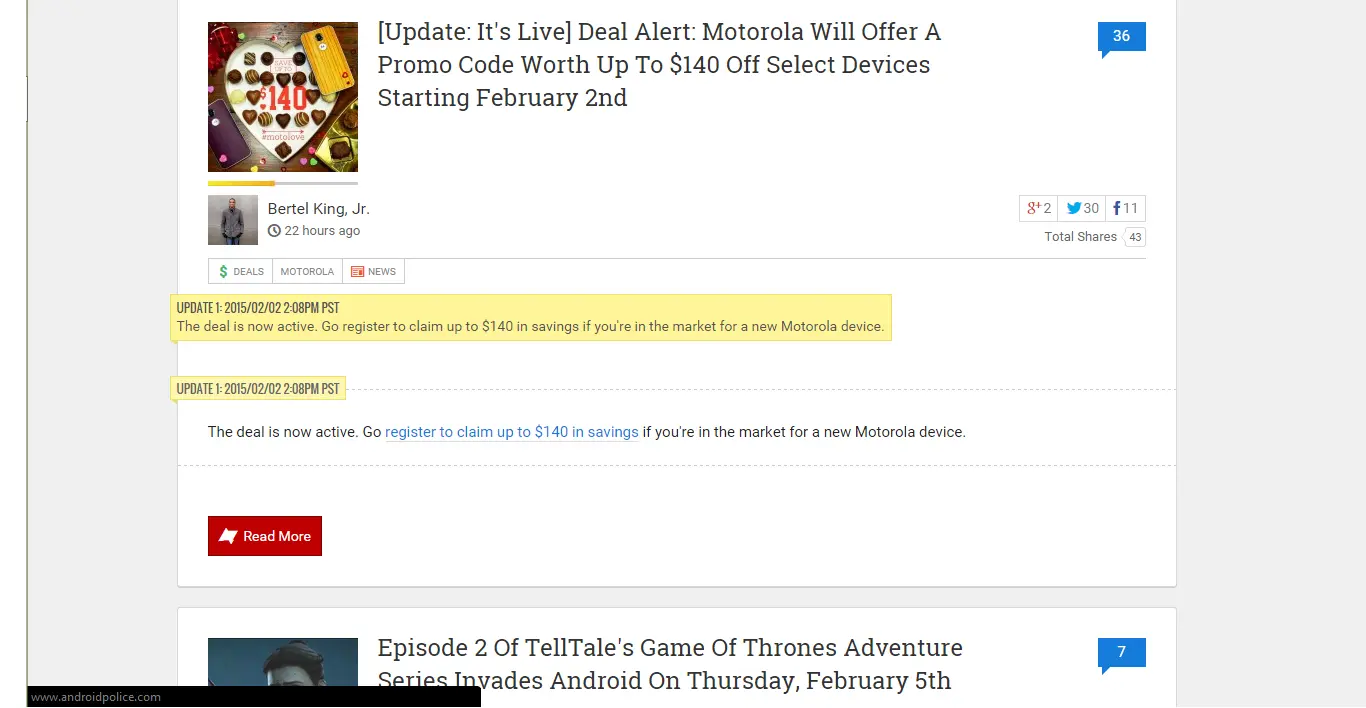 [Update: It's Live] Deal Alert: Motorola Will Offer A
Promo Code Worth Up To $140 Off Select Devices
Starting February 2nd
36
SAVE
UP TO
$140
#motolove
Bertel King, Jr.
22 hours ago
g+ 2
30
f 11
Total Shares 43
$ DEALS
MOTOROLA
NEWS
UPDATE 1: 2015/02/02 2:08PM PST
The deal is now active. Go register to claim up to $140 in savings if you're in the market for a new Motorola device.
UPDATE 1: 2015/02/02 2:08PM PST
The deal is now active. Go register to claim up to $140 in savings if you're in the market for a new Motorola device.
Read More
Episode 2 Of TellTale's Game Of Thrones Adventure
Series Invades Android On Thursday, February 5th
7
www.androidpolice.com